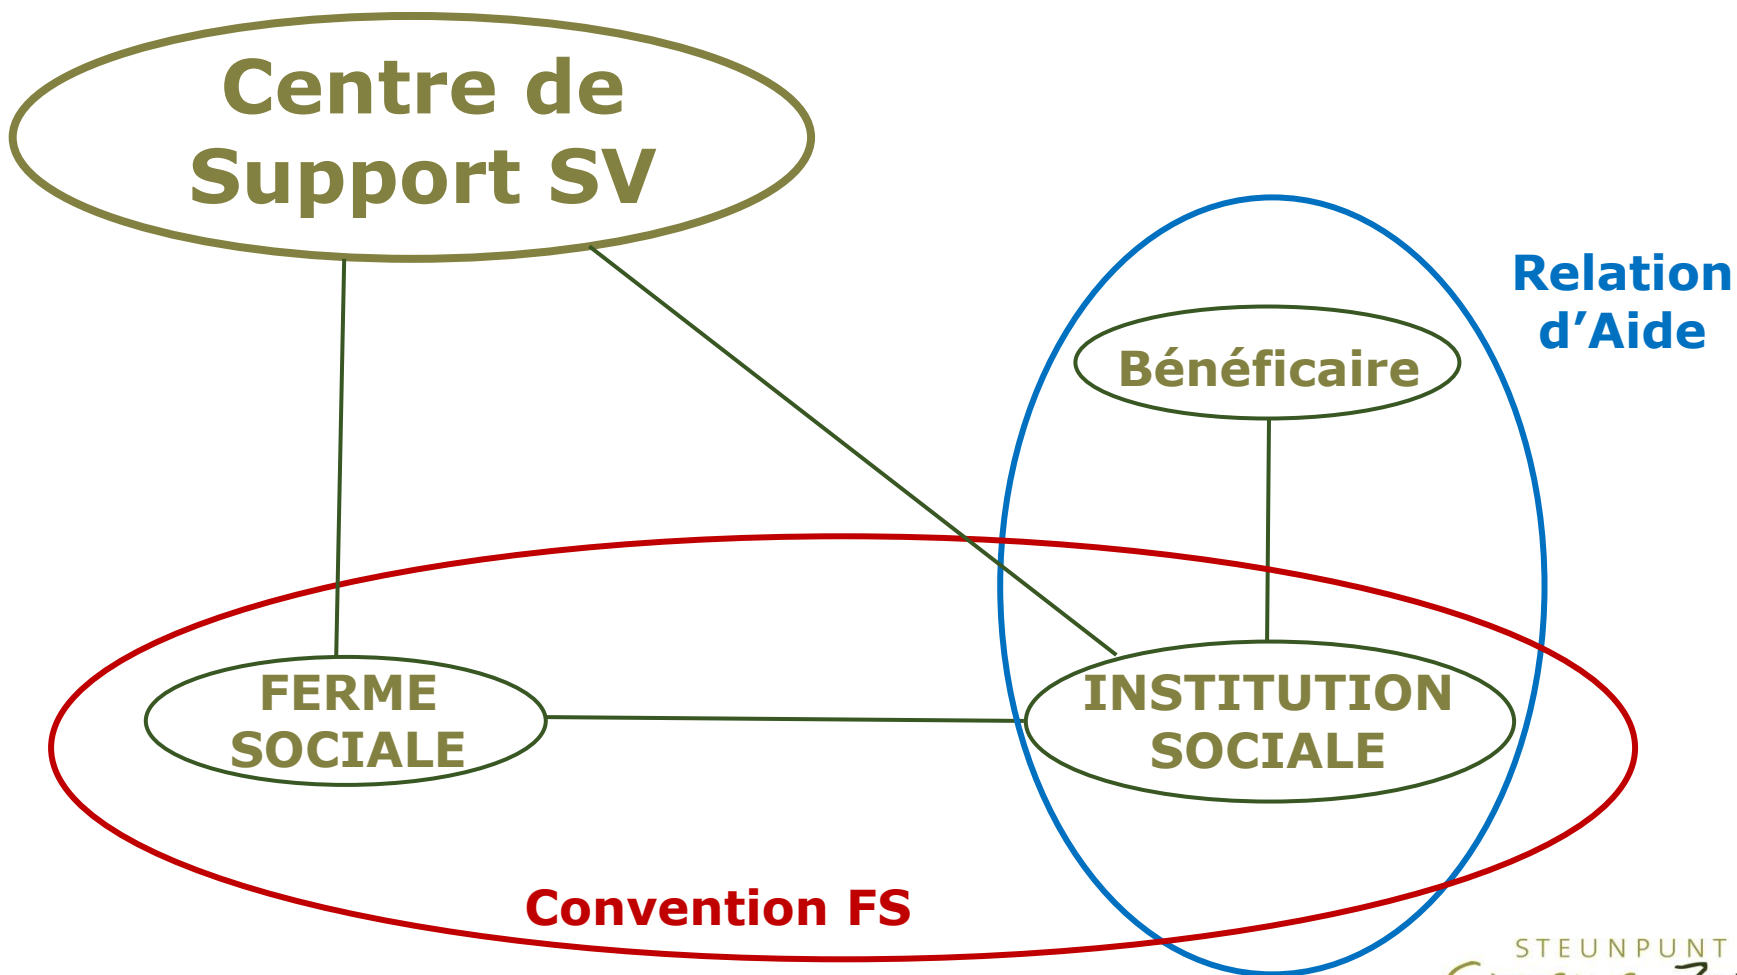 Centre de
Support SV
Relation
d’Aide
Bénéficaire
FERME
SOCIALE
INSTITUTION
SOCIALE
Convention FS
STEUNPUNT